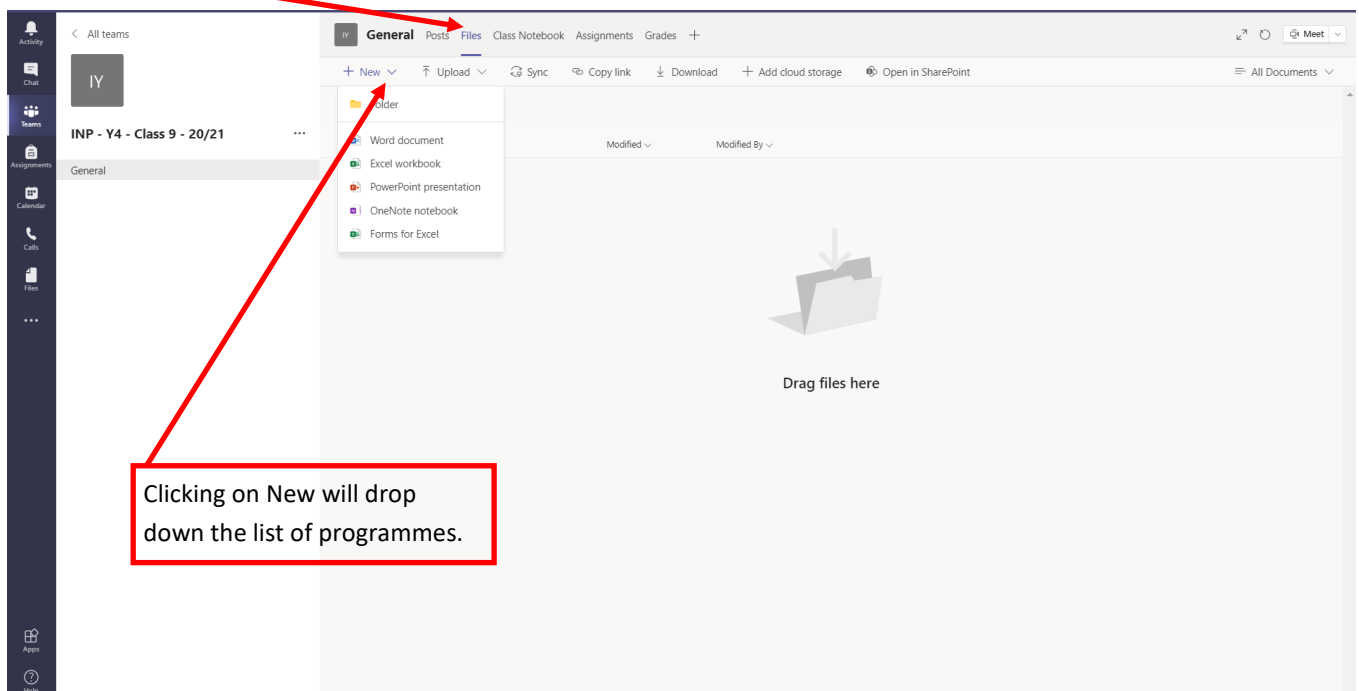 Activity
Chat
Teams
Assignments
Calendar
Calls
Files
Apps
Help
All teams
IY
INP - Y4 - Class 9 - 20/21
General
IY General Posts Files Class Notebook Assignments Grades
Meet
New Upload Sync Copy link Download Add cloud storage Open in SharePoint All Documents
Word document
Excel workbook
PowerPoint presentation
OneNote notebook
Forms for Excel
Modified Modified By
Drag files here
Clicking on New will drop
down the list of programmes.